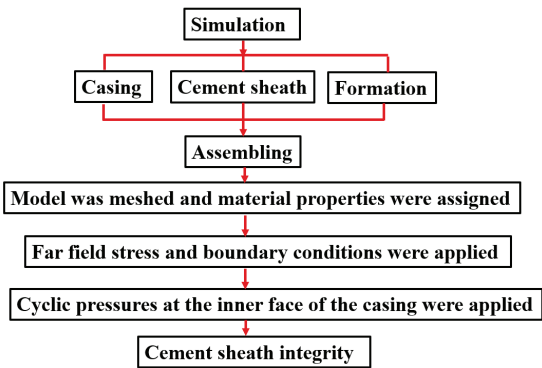 Simulation
Casing
Cement sheath
Formation
Assembling
Model was meshed and material properties were assigned
Far field stress and boundary conditions were applied
Cyclic pressures at the inner face of the casing were applied
Cement sheath integrity